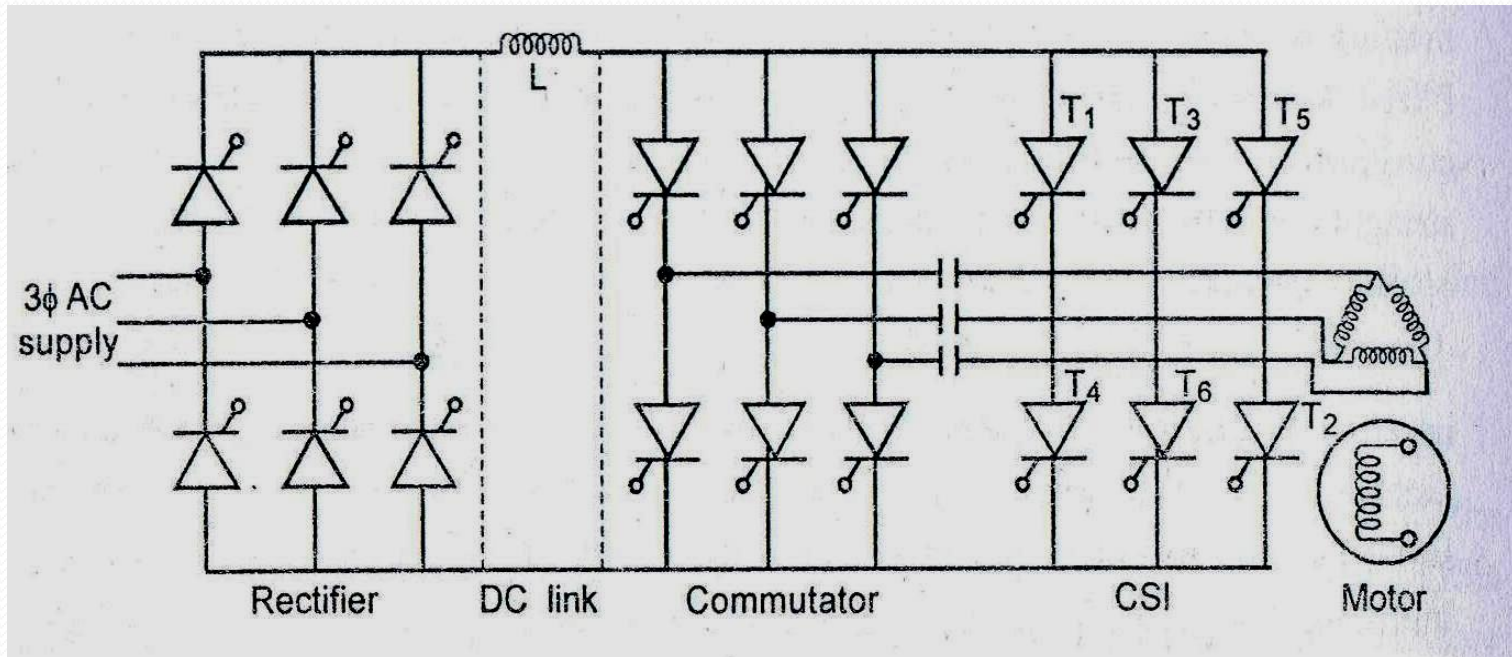 L
T1 T3 T5
3ϕ AC
supply
T4 T6 T2
Rectifier DC link Commutator CSI Motor